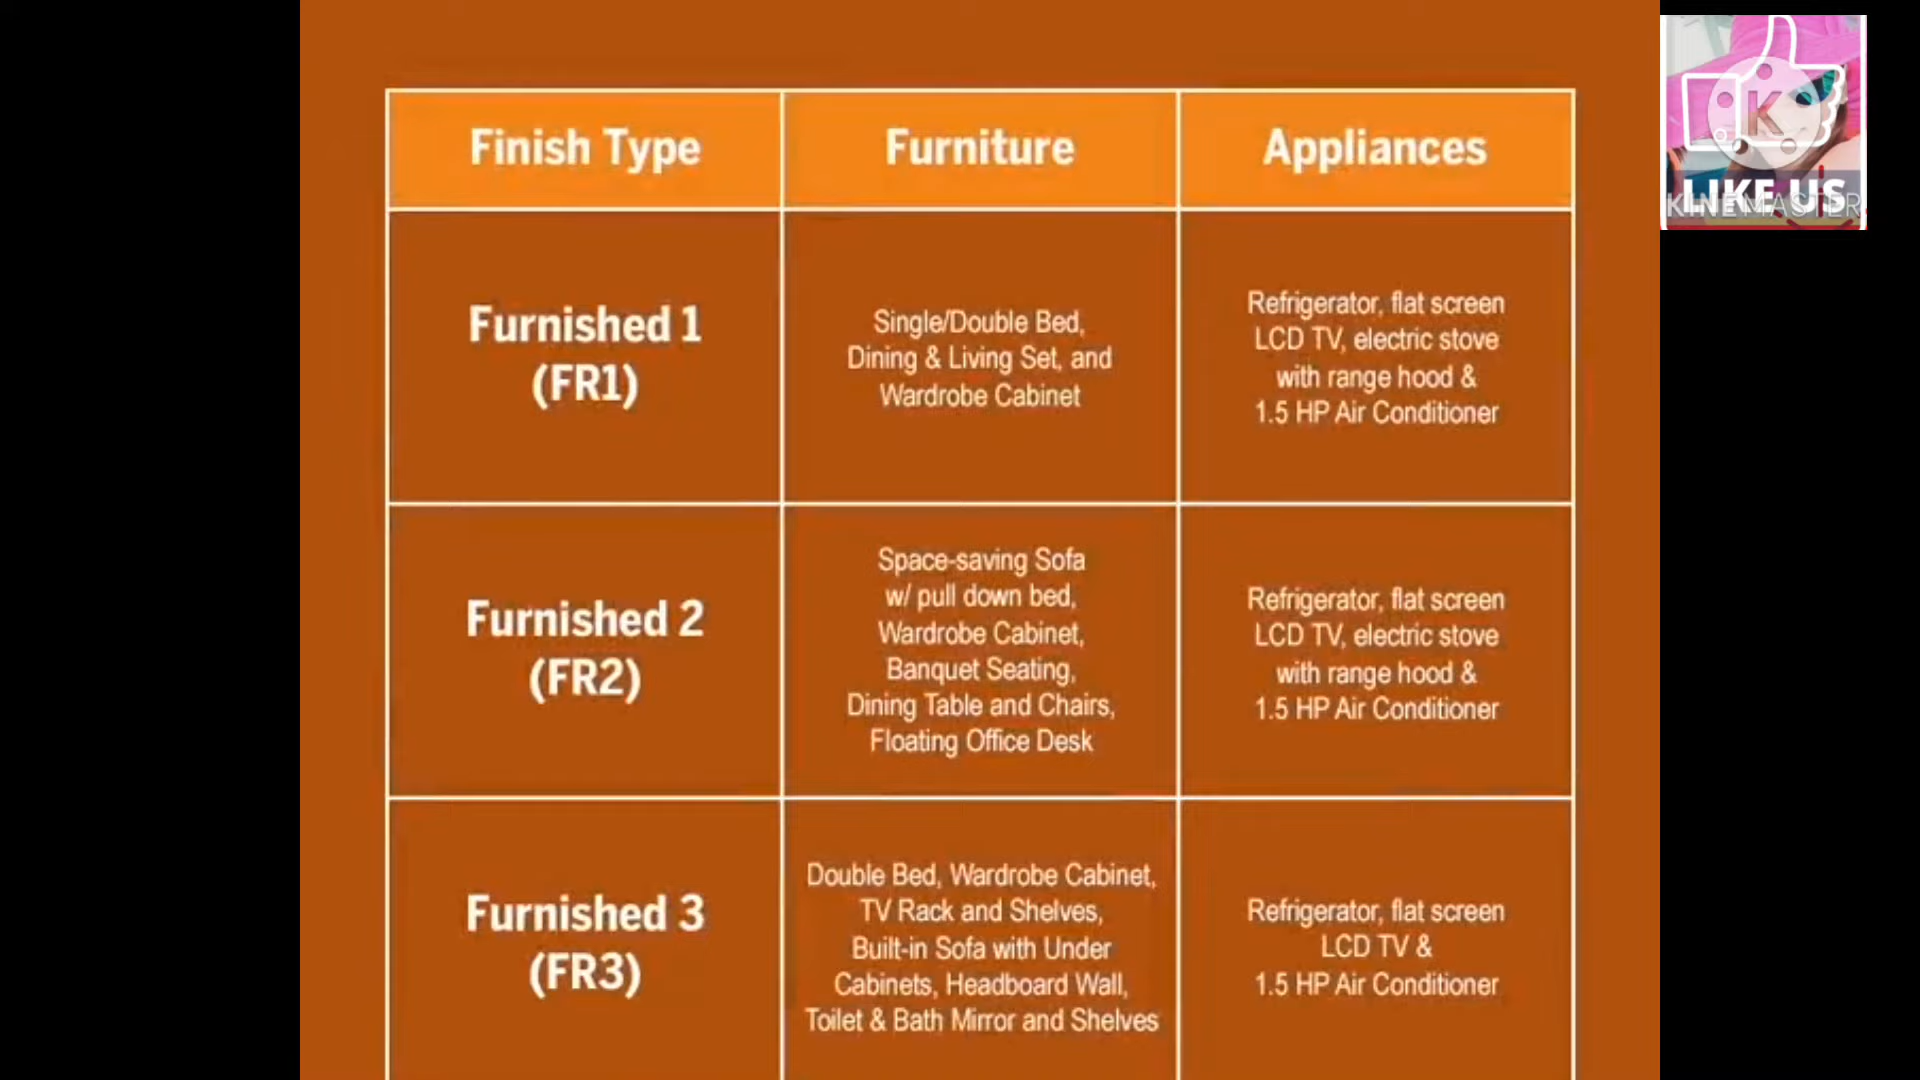 Finish Type
Furniture
Appliances
Furnished 1
(FR1)
Single/Double Bed,
Dining & Living Set, and
Wardrobe Cabinet
Refrigerator, flat screen
LCD TV, electric stove
with range hood &
1.5 HP Air Conditioner
Furnished 2
(FR2)
Space-saving Sofa
w/ pull down bed,
Wardrobe Cabinet,
Banquet Seating,
Dining Table and Chairs,
Floating Office Desk
Refrigerator, flat screen
LCD TV, electric stove
with range hood &
1.5 HP Air Conditioner
Furnished 3
(FR3)
Double Bed, Wardrobe Cabinet,
TV Rack and Shelves,
Built-in Sofa with Under
Cabinets, Headboard Wall,
Toilet & Bath Mirror and Shelves
Refrigerator, flat screen
LCD TV &
1.5 HP Air Conditioner
K
LIKE US
KINEMASTER